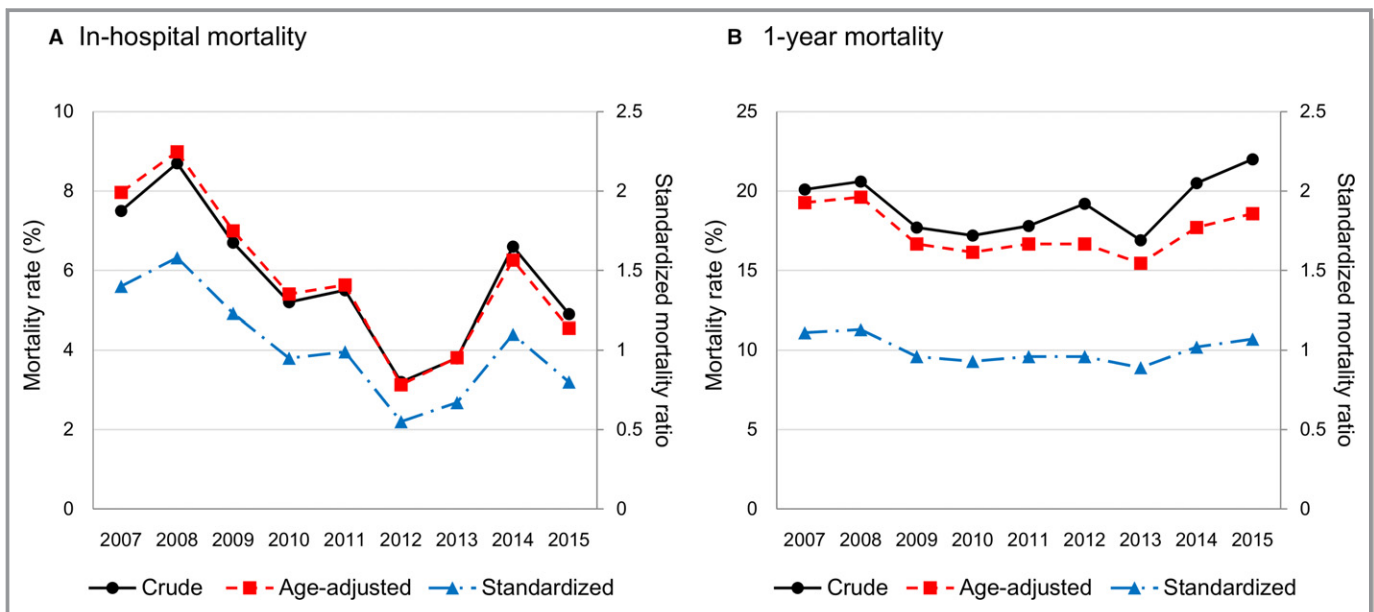 A In-hospital mortality
Mortality rate (%)
10
8
6
4
2
0
2.5
2
1.5
1
0.5
0
Standardized mortality ratio
2007 2008 2009 2010 2011 2012 2013 2014 2015
Crude Age-adjusted Standardized
B 1-year mortality
Mortality rate (%)
25
20
15
10
5
0
2.5
2
1.5
1
0.5
0
Standardized mortality ratio
2007 2008 2009 2010 2011 2012 2013 2014 2015
Crude Age-adjusted Standardized